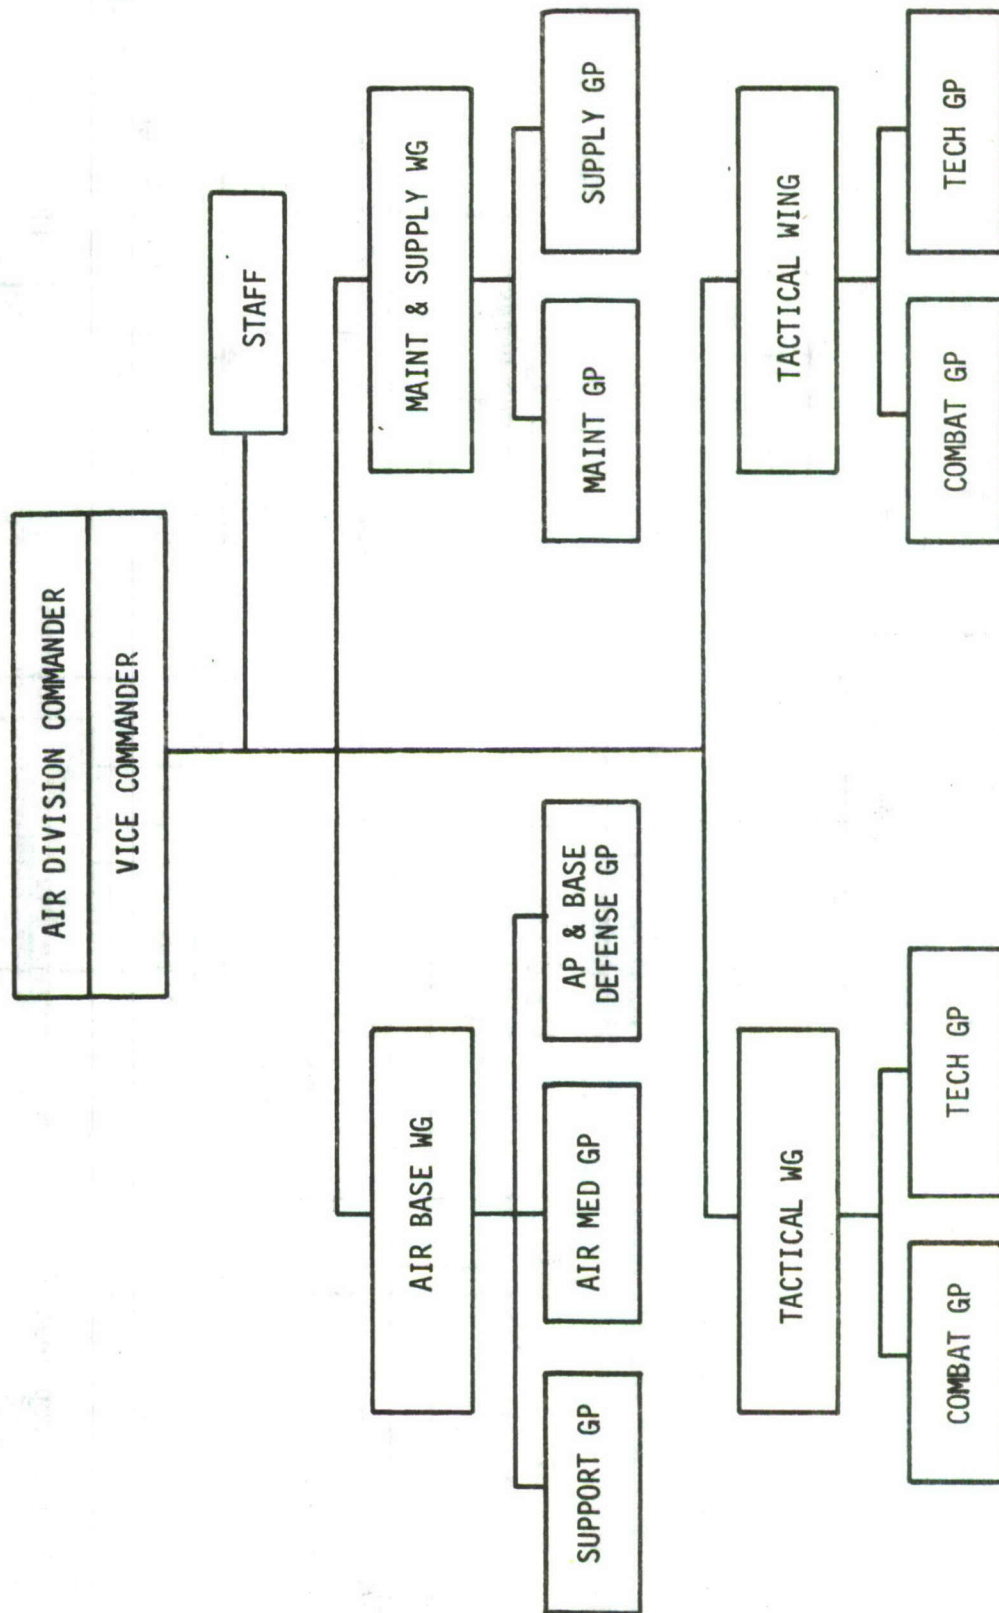 AIR DIVISION COMMANDER
VICE COMMANDER
STAFF
AIR BASE WG
MAINT & SUPPLY WG
SUPPORT GP
AIR MED GP
AP & BASE
DEFENSE GP
MAINT GP
SUPPLY GP
TACTICAL WG
TACTICAL WING
COMBAT GP
TECH GP
COMBAT GP
TECH GP